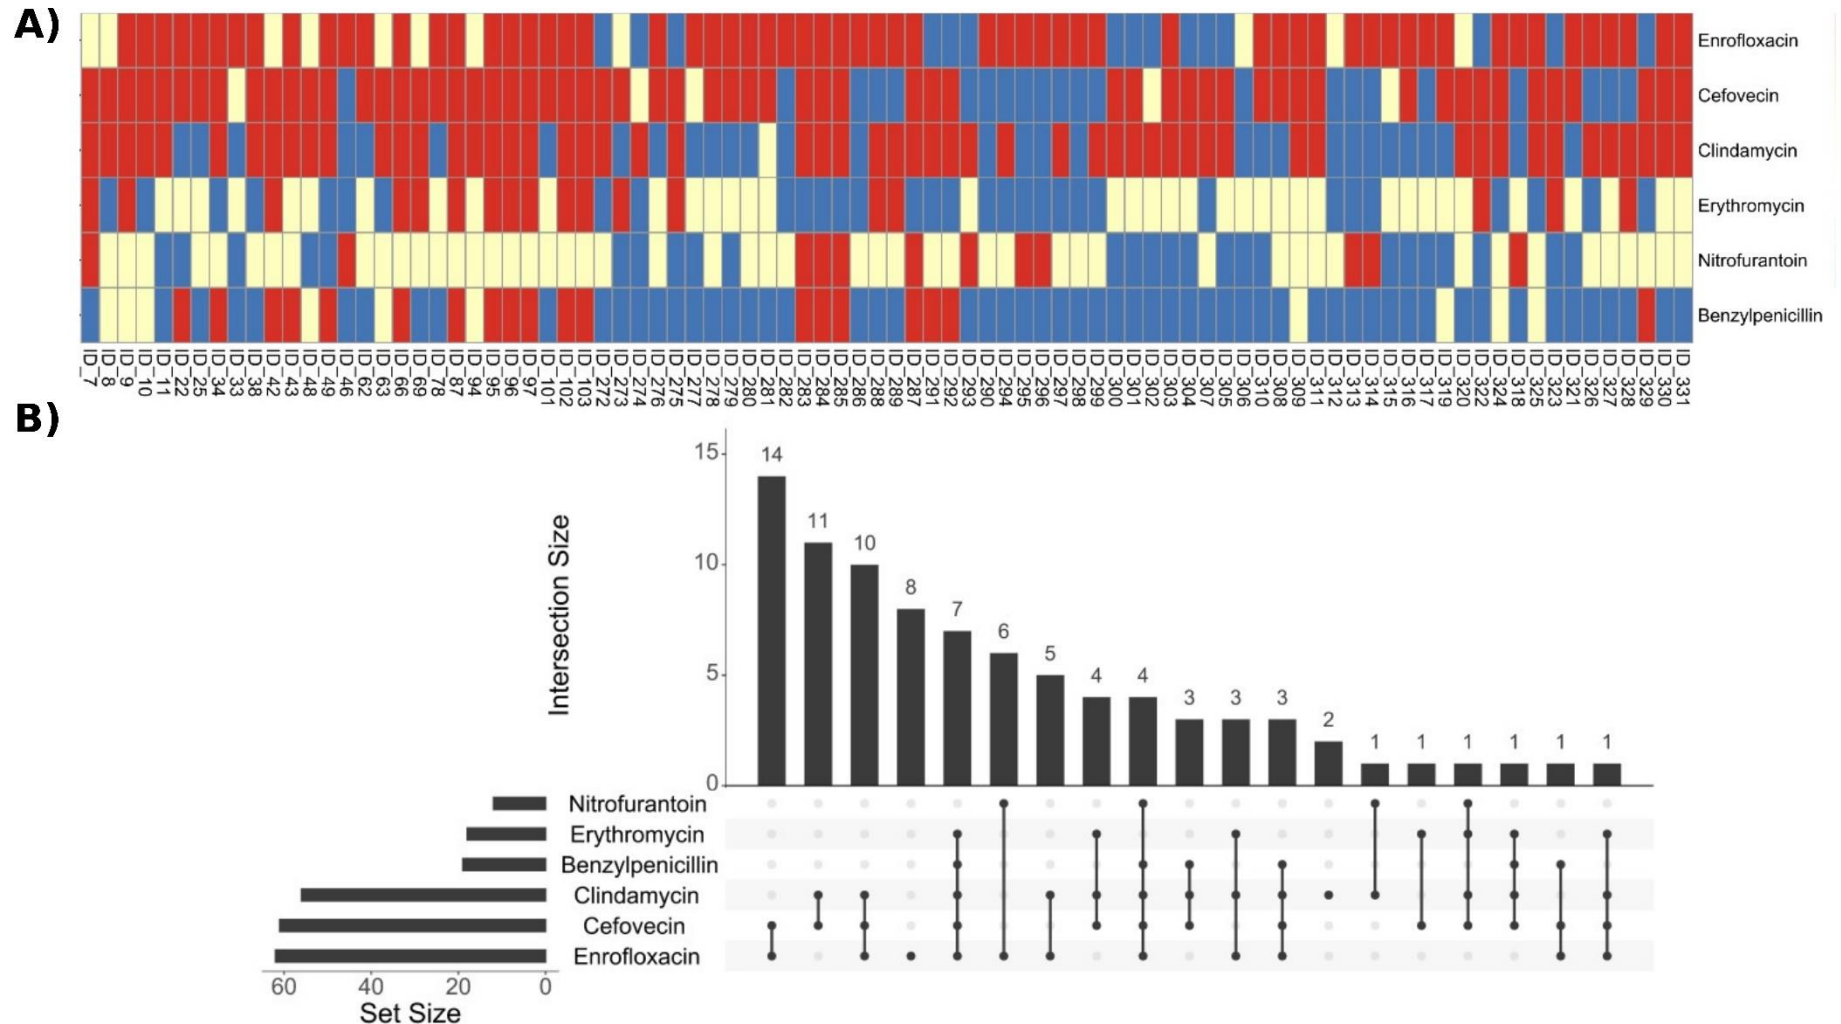 A)
Enrofloxacin
Cefovecin
Clindamycin
Erythromycin
Nitrofurantoin
Benzylpenicillin
ID_7
ID_8
ID_9
ID_10
ID_11
ID_22
ID_25
ID_34
ID_33
ID_38
ID_42
ID_43
ID_48
ID_49
ID_46
ID_62
ID_63
ID_66
ID_69
ID_78
ID_87
ID_94
ID_95
ID_96
ID_97
ID_101
ID_102
ID_103
ID_272
ID_273
ID_274
ID_276
ID_275
ID_277
ID_278
ID_279
ID_280
ID_281
ID_282
ID_283
ID_284
ID_285
ID_286
ID_288
ID_289
ID_287
ID_291
ID_292
ID_293
ID_290
ID_294
ID_295
ID_296
ID_297
ID_298
ID_299
ID_300
ID_301
ID_302
ID_303
ID_304
ID_307
ID_305
ID_306
ID_310
ID_309
ID_311
ID_312
ID_313
ID_314
ID_315
ID_316
ID_317
ID_319
ID_320
ID_322
ID_324
ID_318
ID_325
ID_323
ID_321
ID_326
ID_327
ID_328
ID_329
ID_330
ID_331
B)
Intersection Size
15
10
5
0
14
11
10
8
7
6
5
4
4
3
3
3
2
1
1
1
1
1
1
Nitrofurantoin
Erythromycin
Benzylpenicillin
Clindamycin
Cefovecin
Enrofloxacin
60 40 20 0
Set Size